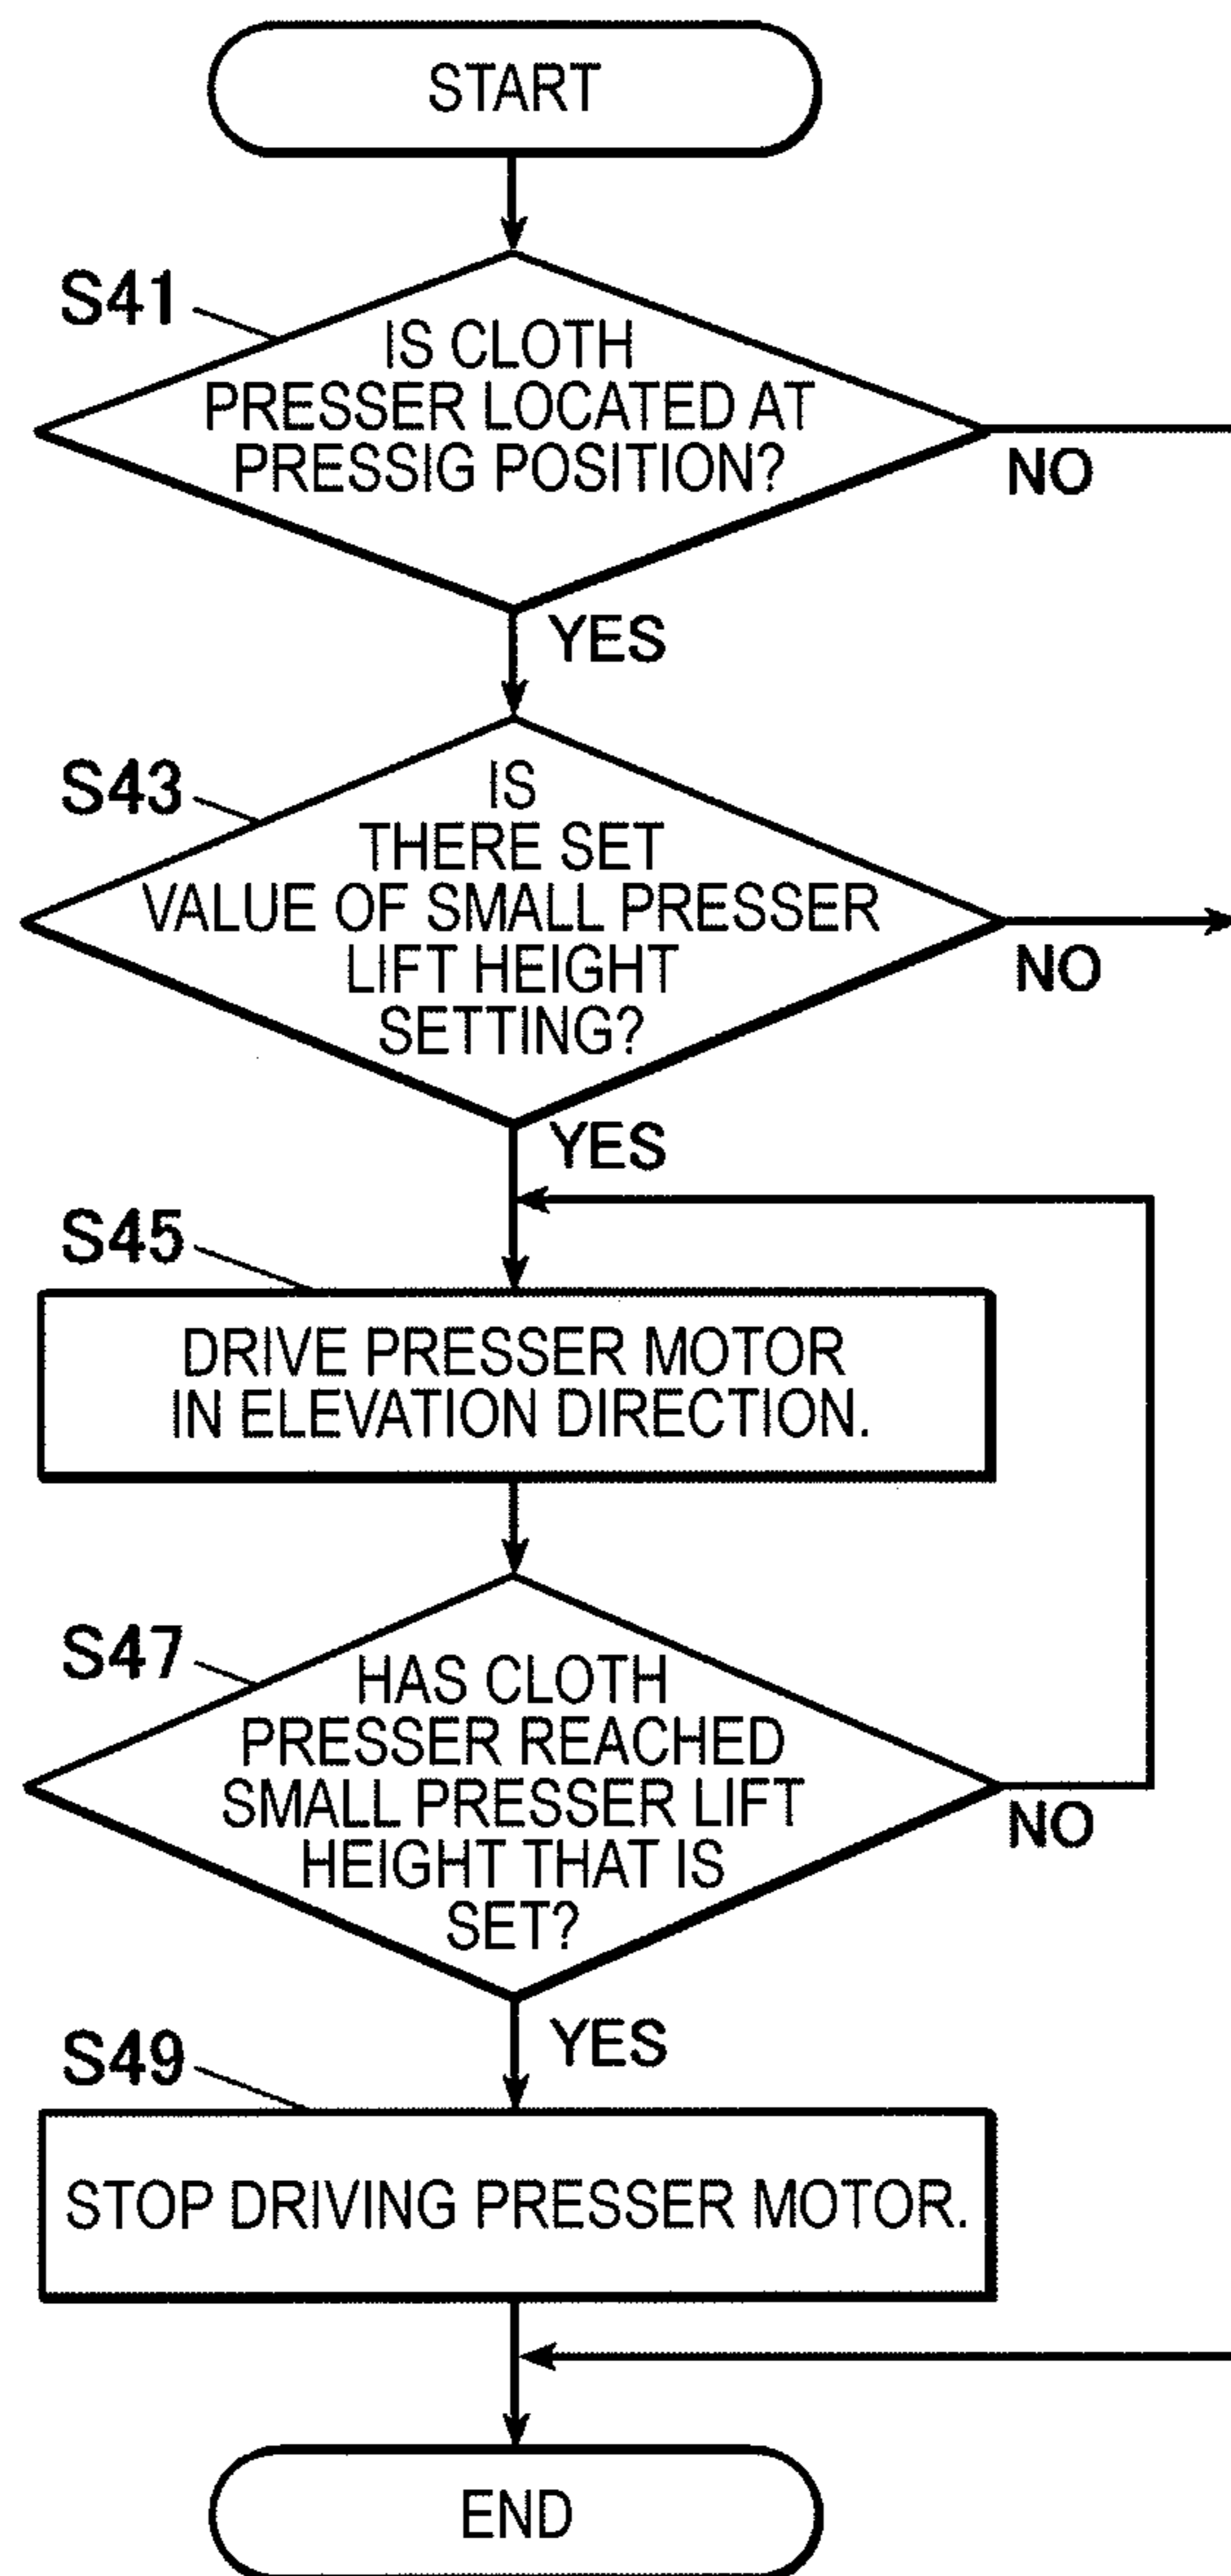 START
S41
IS CLOTH
PRESSER LOCATED AT
PRESSIG POSITION?
NO
YES
S43
IS
THERE SET
VALUE OF SMALL PRESSER
LIFT HEIGHT
SETTING?
NO
YES
S45
DRIVE PRESSER MOTOR
IN ELEVATION DIRECTION.
S47
HAS CLOTH
PRESSER REACHED
SMALL PRESSER LIFT
HEIGHT THAT IS
SET?
NO
YES
S49
STOP DRIVING PRESSER MOTOR.
END